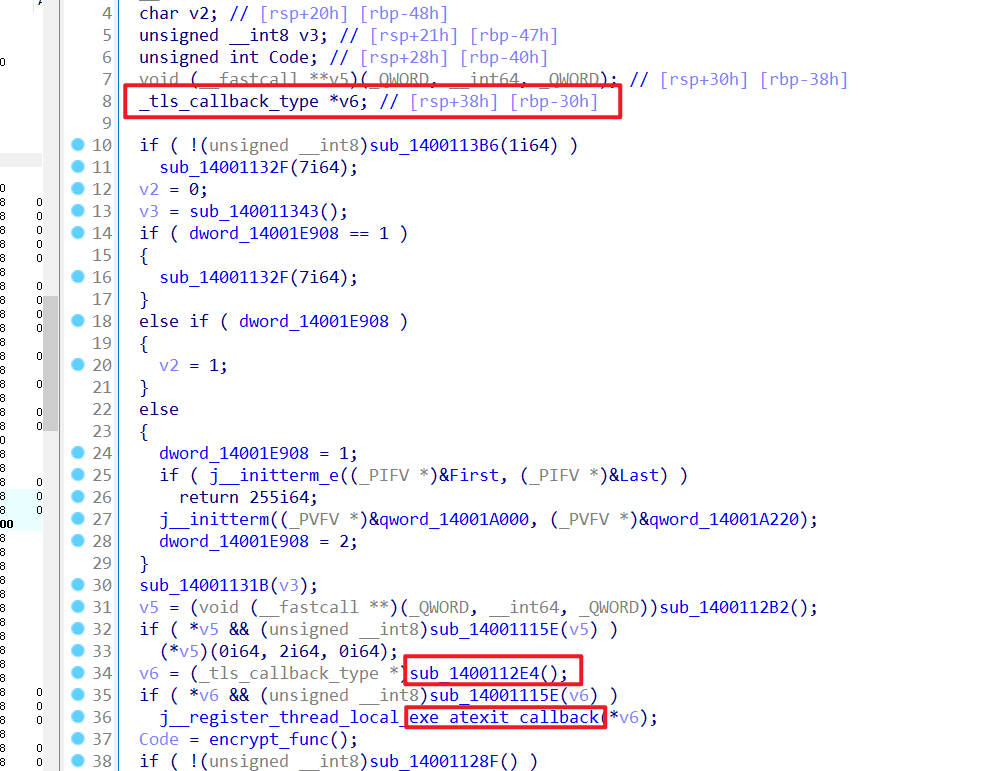 4 char v2; // [rsp+20h] [rbp-48h]
5 unsigned __int8 v3; // [rsp+21h] [rbp-47h]
6 unsigned int Code; // [rsp+28h] [rbp-40h]
7 void (__fastcall **v5)(_QWORD, __int64, _QWORD); // [rsp+30h] [rbp-38h]
8 _tls_callback_type *v6; // [rsp+38h] [rbp-30h]
9
10 if ( !(unsigned __int8)sub_1400113B6(1i64) )
11 sub_14001132F(7i64);
12 v2 = 0;
13 v3 = sub_140011343();
14 if ( dword_14001E908 == 1 )
15 {
16 sub_14001132F(7i64);
17 }
18 else if ( dword_14001E908 )
19 {
20 v2 = 1;
21 }
22 else
23 {
24 dword_14001E908 = 1;
25 if ( j__initterm_e((_PIFV *)&First, (_PIFV *)&Last) )
26 return 255i64;
27 j__initterm((_PVFV *)&qword_14001A000, (_PVFV *)&qword_14001A220);
28 dword_14001E908 = 2;
29 }
30 sub_14001131B(v3);
31 v5 = (void (__fastcall **)(_QWORD, __int64, _QWORD))sub_1400112B2();
32 if ( *v5 && (unsigned __int8)sub_14001115E(v5) )
33 (*v5)(0i64, 2i64, 0i64);
34 v6 = (_tls_callback_type *)sub_1400112E4();
35 if ( *v6 && (unsigned __int8)sub_14001115E(v6) )
36 j__register_thread_local_exe_atexit_callback(*v6);
37 Code = encrypt_func();
38 if ( !(unsigned __int8)sub_14001128F() )